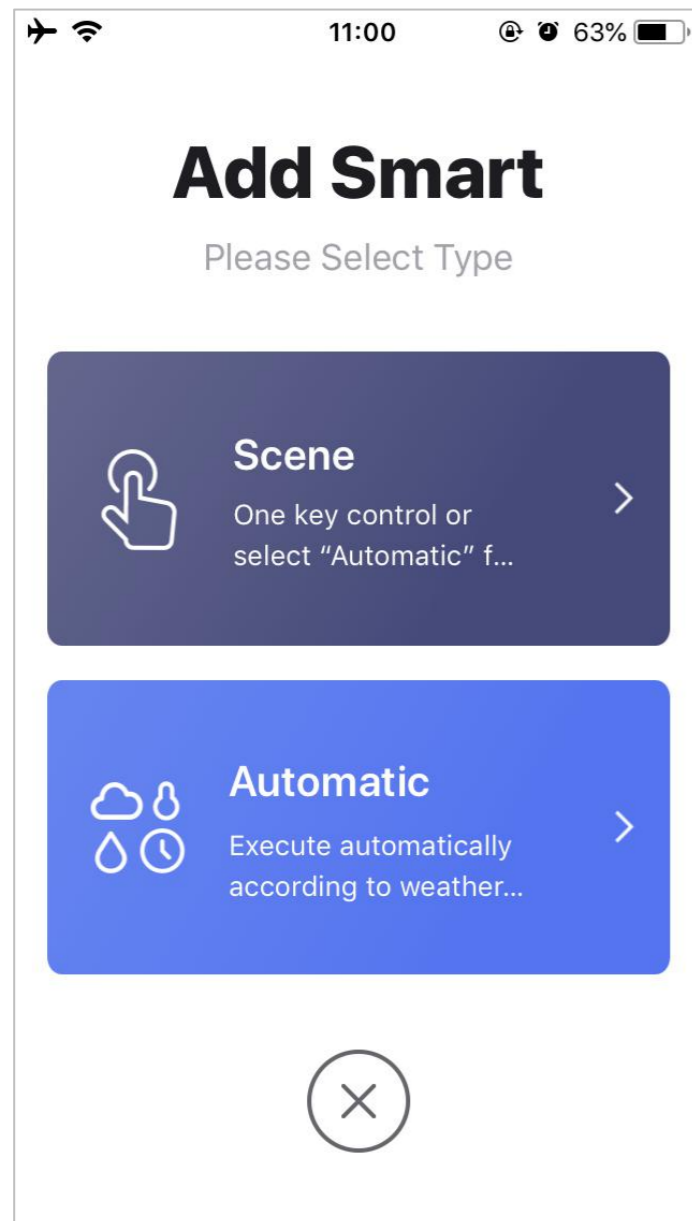 11:00 63%
Add Smart
Please Select Type
Scene
One key control or
select “Automatic” f...
Automatic
Execute automatically
according to weather...